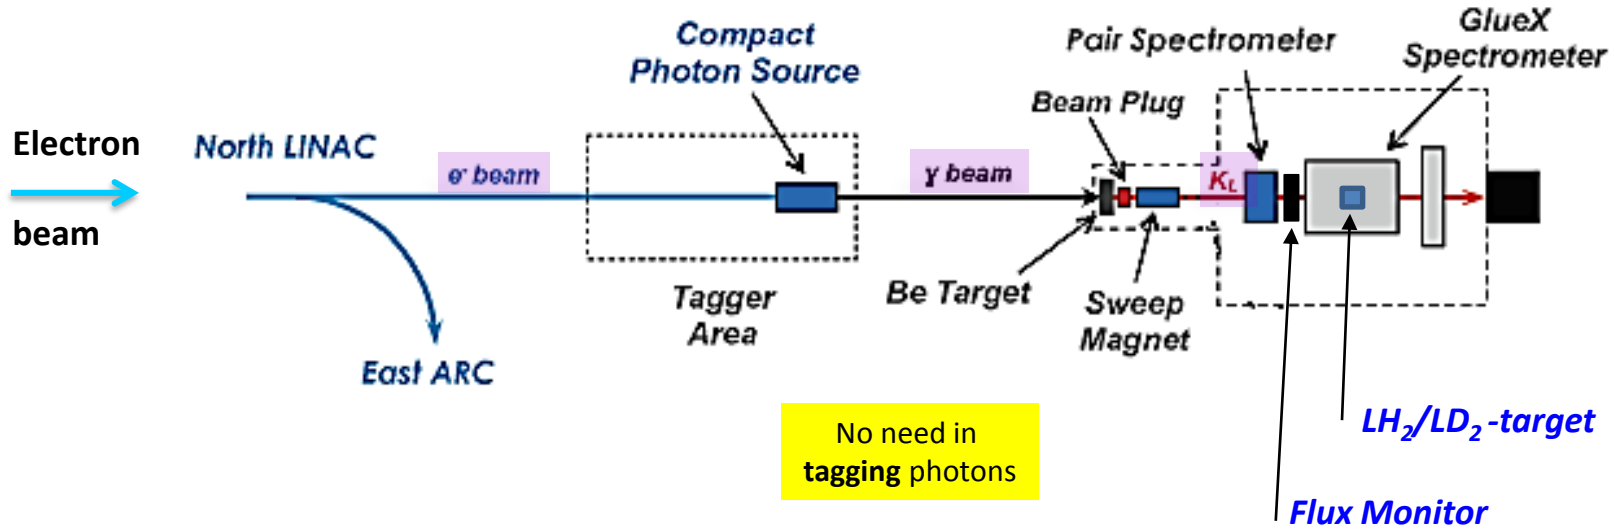 Electron
beam
North LINAC
e⁻ beam
East ARC
Compact
Photon Source
Tagger
Area
γ beam
Be Target
Beam Plug
Sweep
Magnet
K_L
Pair Spectrometer
GlueX
Spectrometer
No need in
tagging photons
LH₂/LD₂ -target
Flux Monitor